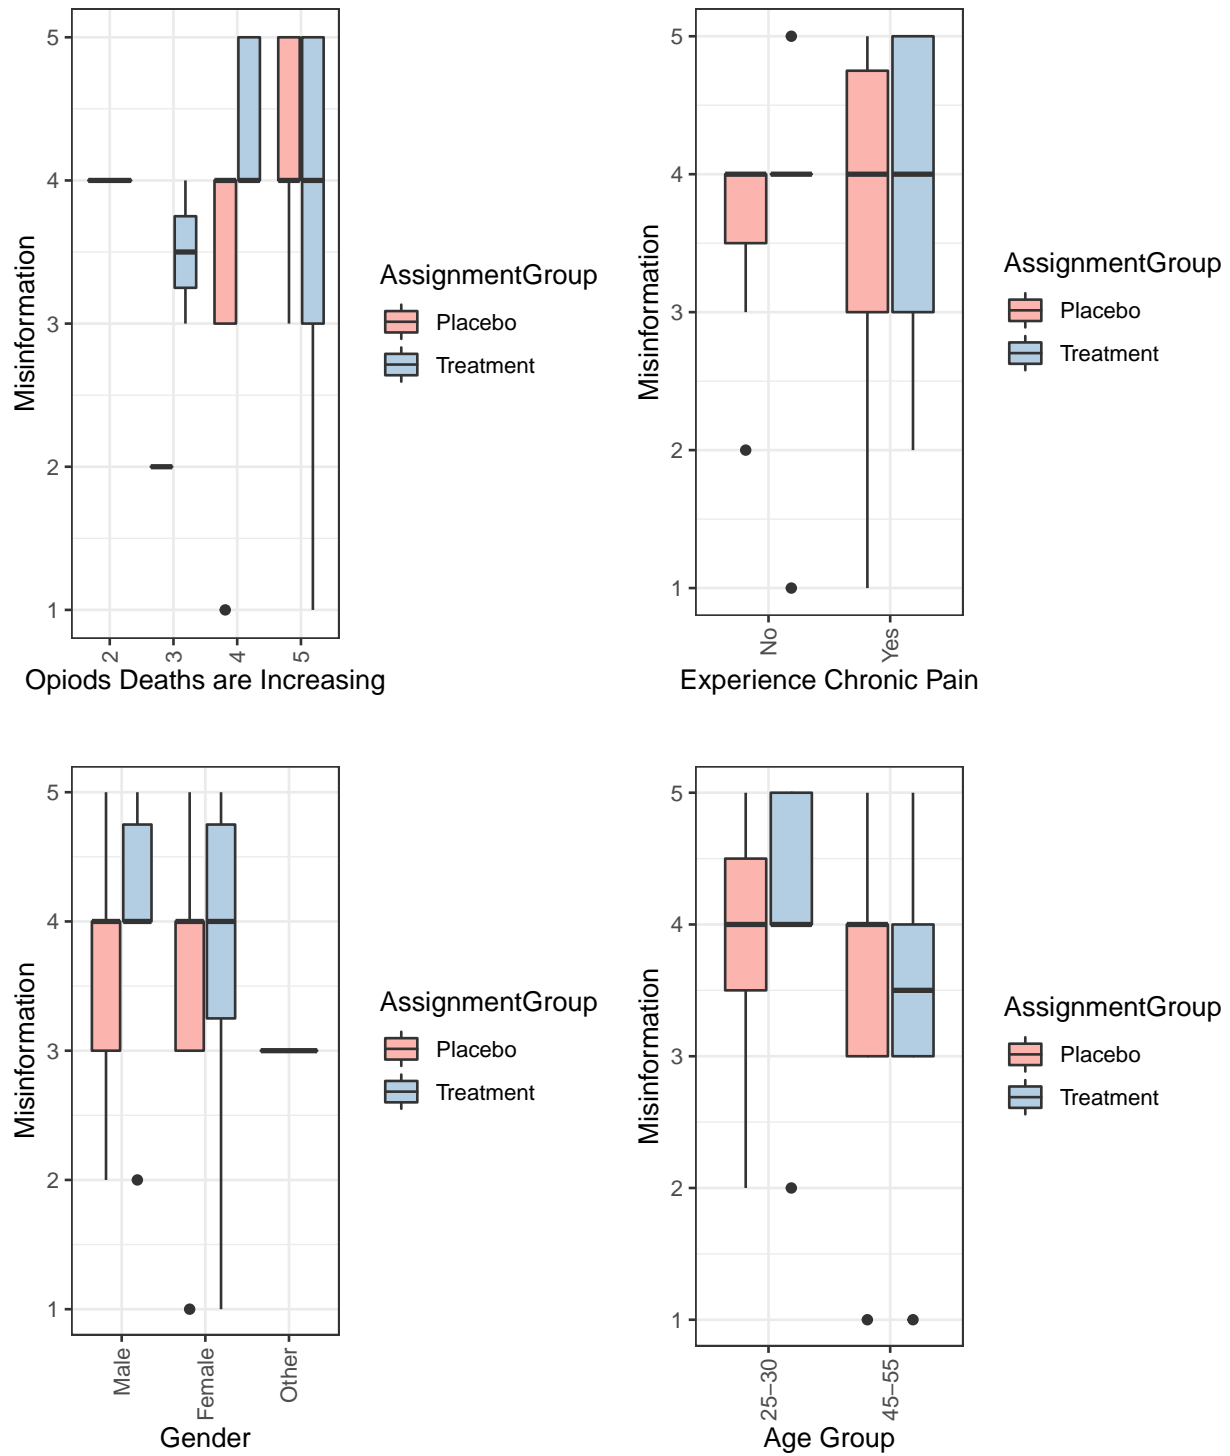 5
4
3
2
1
Misinformation
2
3
4
5
Opiods Deaths are Increasing
AssignmentGroup
Placebo
Treatment
5
4
3
2
1
Misinformation
No
Yes
Experience Chronic Pain
AssignmentGroup
Placebo
Treatment
5
4
3
2
1
Misinformation
Male
Female
Other
Gender
AssignmentGroup
Placebo
Treatment
5
4
3
2
1
Misinformation
25−30
45−55
Age Group
AssignmentGroup
Placebo
Treatment